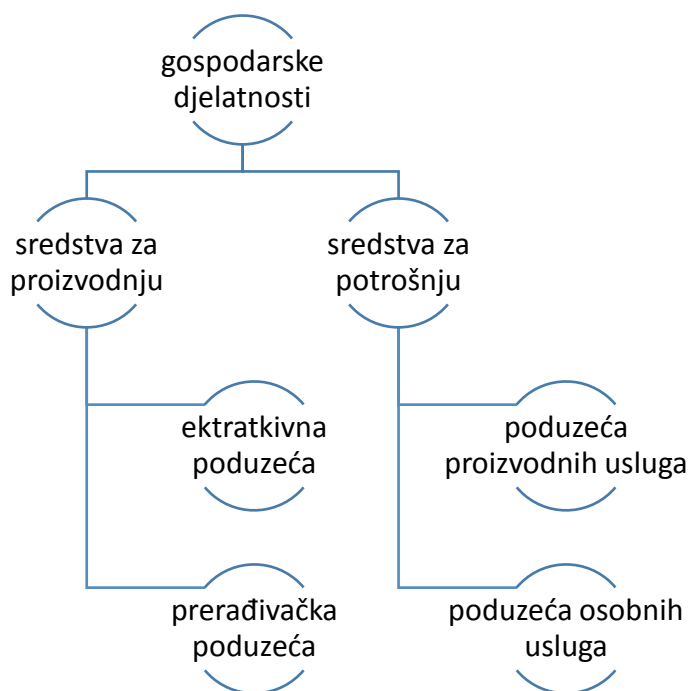 gospodarske
djelatnosti
sredstva za
proizvodnju
sredstva za
potrošnju
ektratkivna
poduzeća
poduzeća
proizvodnih usluga
prerađivačka
poduzeća
poduzeća osobnih
usluga